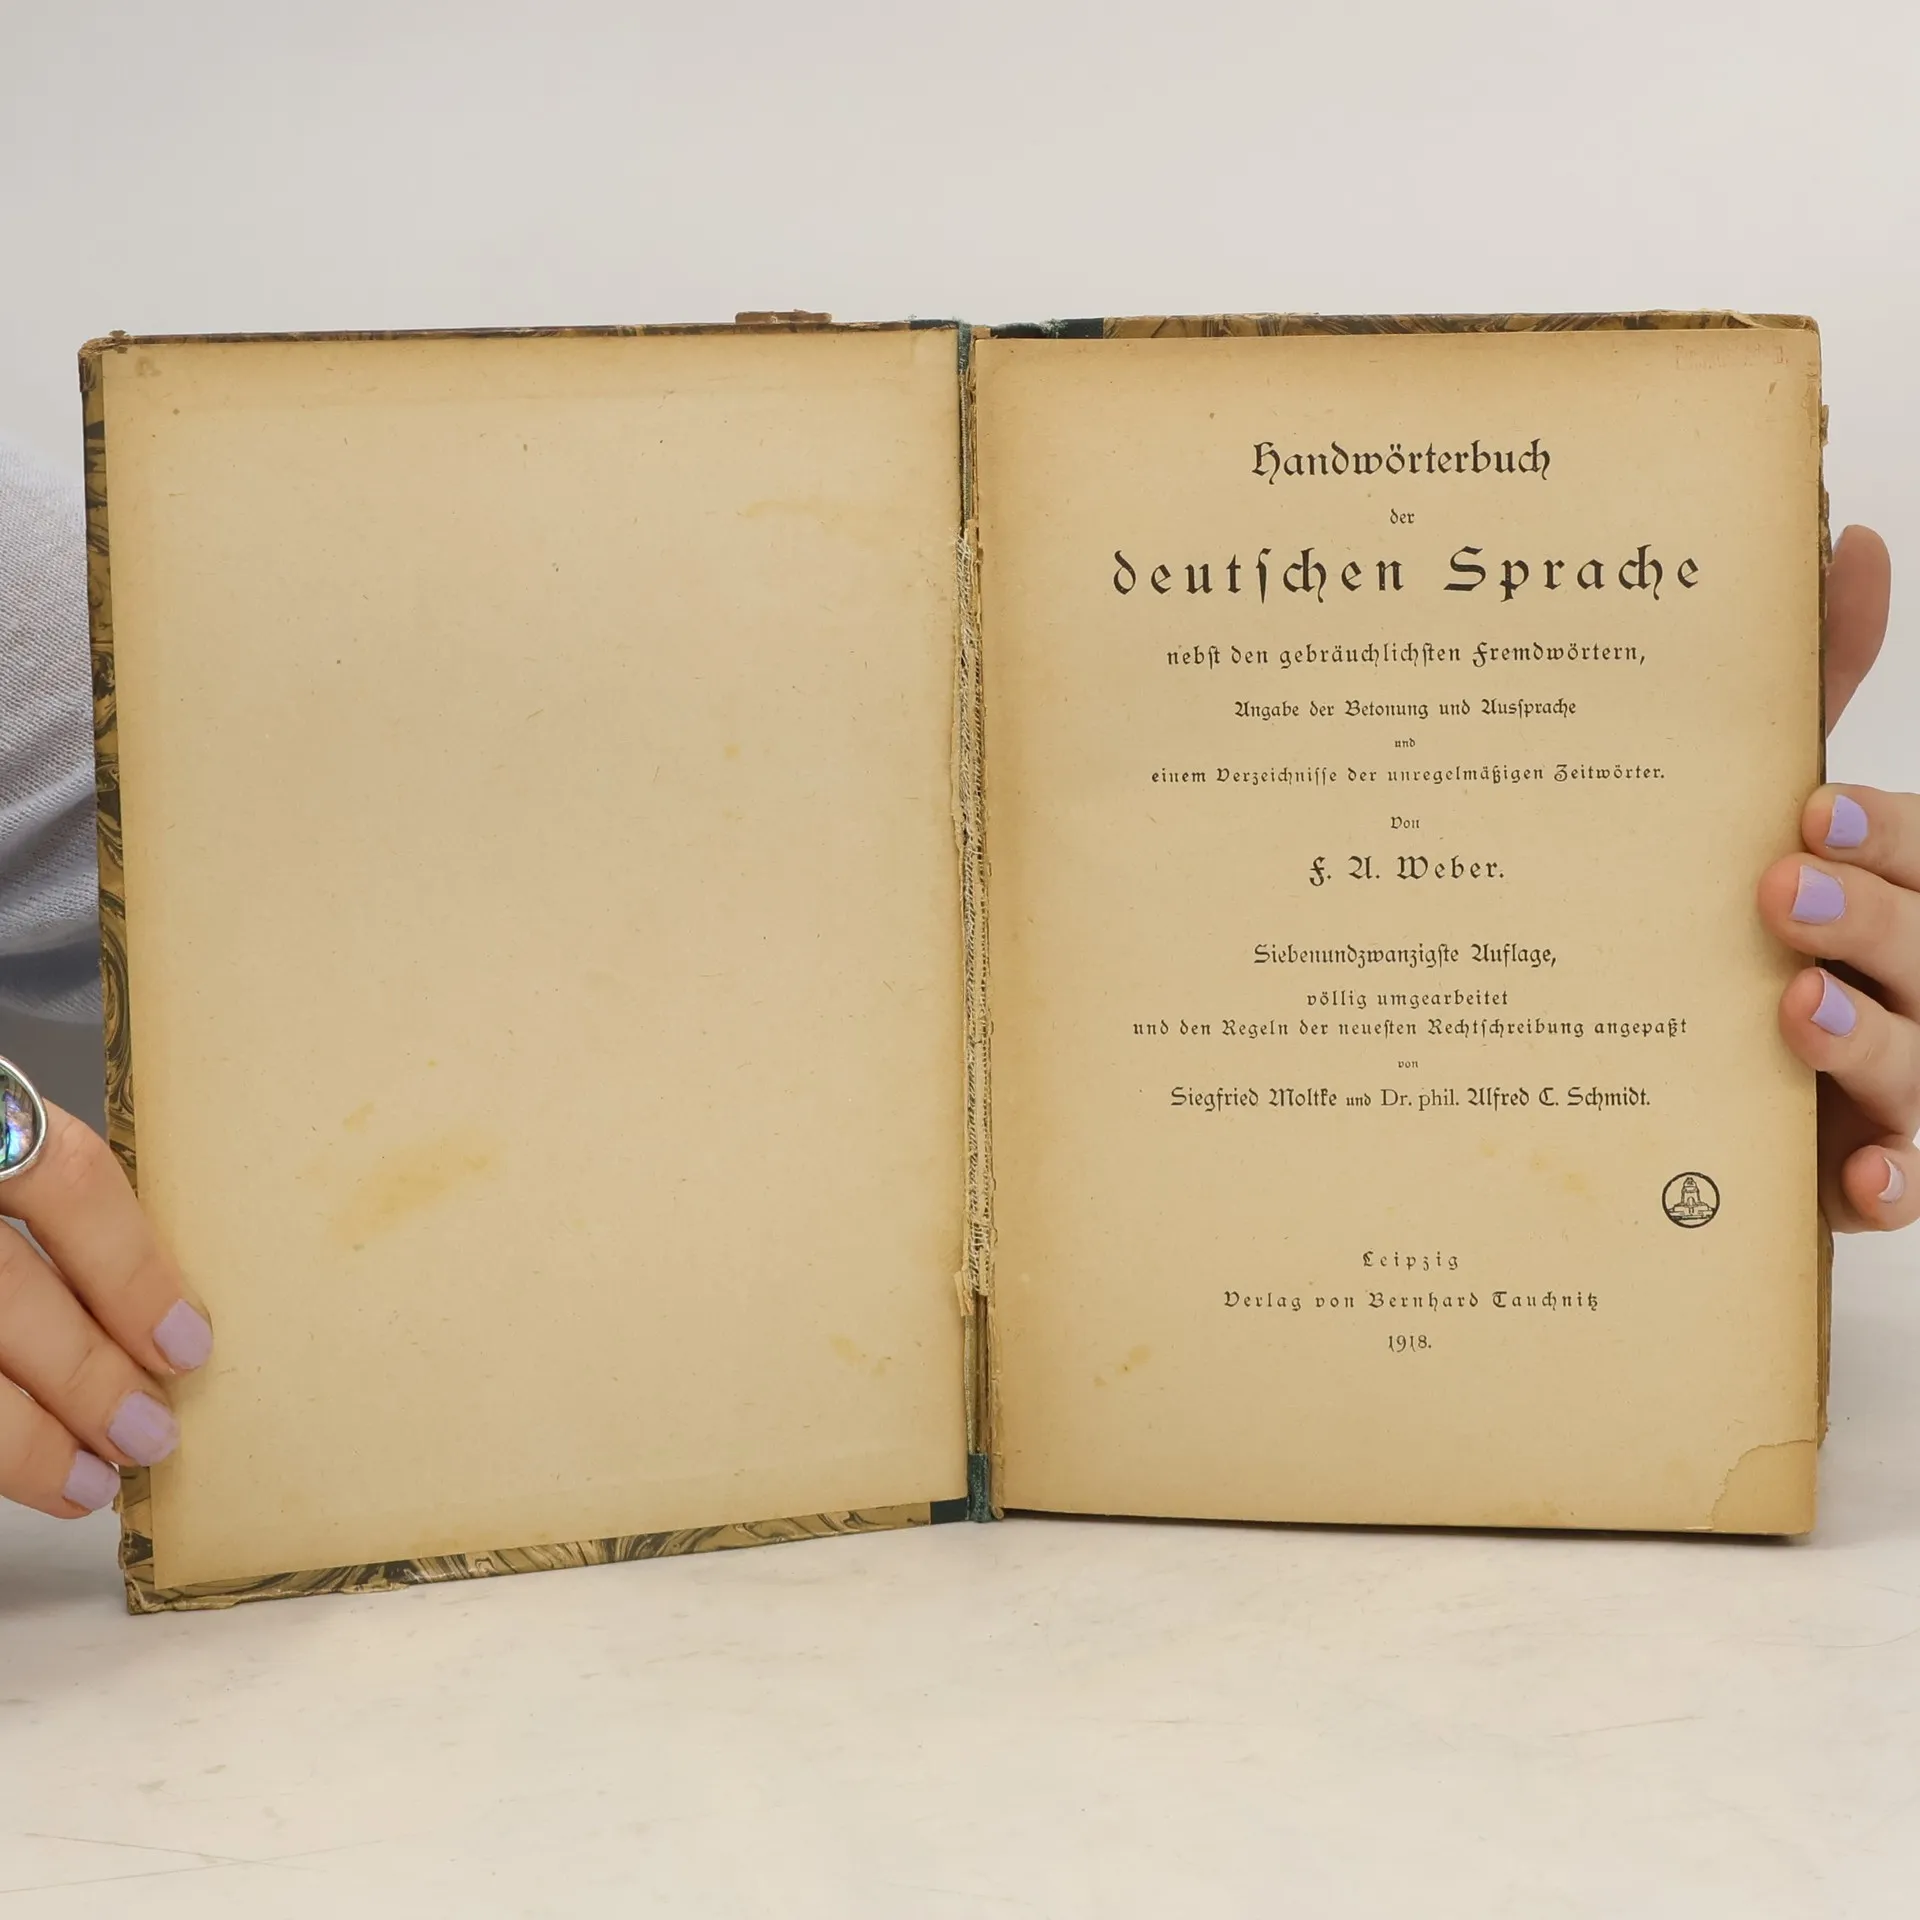 Handwörterbuch
der
deutſchen Sprache
nebſt den gebräuchlichſten Fremdwörtern,
Angabe der Betonung und Ausſprache
und
einem Verzeichniſſe der unregelmäßigen Zeitwörter.
Von
F. A. Weber.
Siebenundzwanzigſte Auflage,
völlig umgearbeitet
und den Regeln der neueſten Rechtſchreibung angepaßt
von
Siegfried Moltke und Dr. phil. Alfred C. Schmidt.
Leipzig
Verlag von Bernhard Tauchnitz
1918.